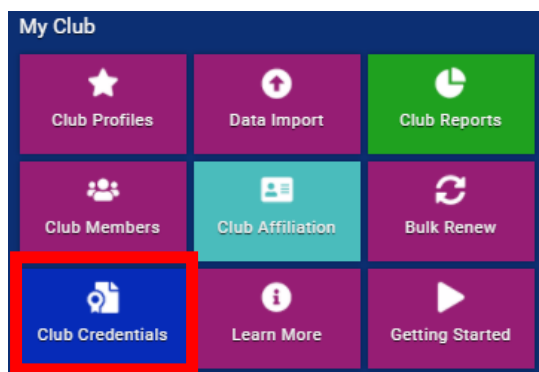 My Club
Club Profiles
Data Import
Club Reports
Club Members
Club Affiliation
Bulk Renew
Club Credentials
Learn More
Getting Started